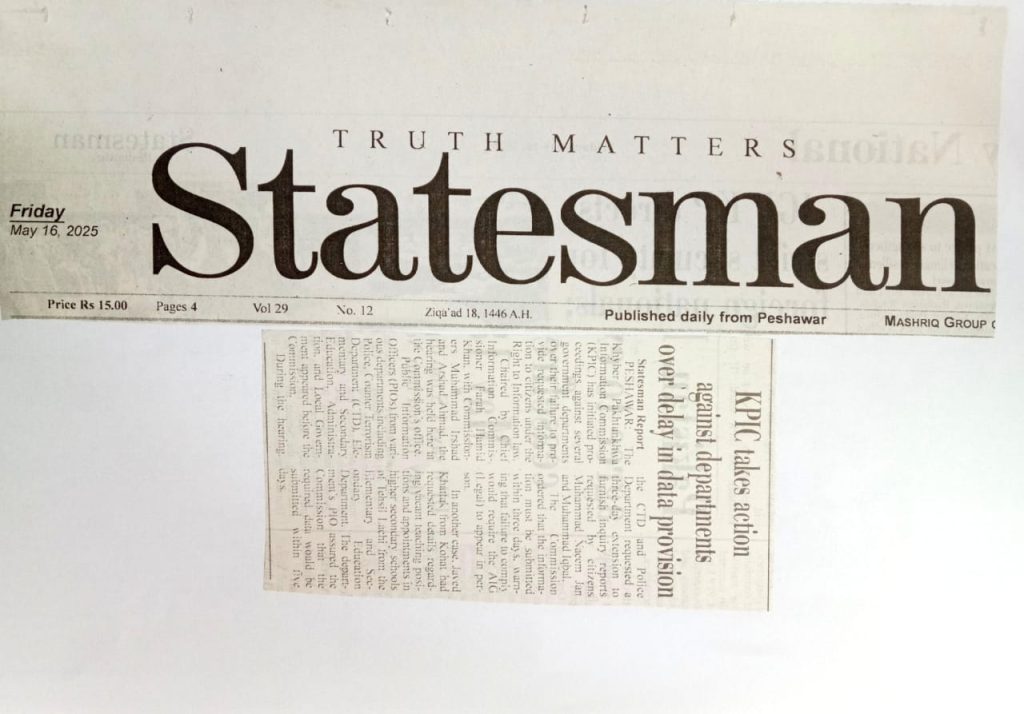 TRUTH MATTERS
Statesman
Friday
May 16, 2025
Price Rs 15.00 Pages 4 Vol 29 No. 12 Ziqa'ad 18, 1446 A.H. Published daily from Peshawar MASHRIQ GROUP
KPIC takes action
against departments
over delay in data provision
Statesman Report
PESHAWAR: The
Khyber Pakhtunkhwa
Information Commission
(KPIC) has initiated pro-
ceedings against several
government departments
over their failure to pro-
vide requested informa-
tion to citizens under the
Right to Information law.
Chaired by Chief
Information Commis-
sioner Farah Hamid
Khan, with Commission-
ers Muhammad Irshad
and Arshad Ahmad, the
hearing was held here in
the Commission's office.
Public Information
Officers (PIOs) from vari-
ous departments including
Police, Counter Terrorism
Department (CTD), Ele-
mentary and Secondary
Education, Administra-
tion, and Local Govern-
ment appeared before the
Commission.
During the hearing,
the CTD and Police
Department requested a
three-day extension to
furnish inquiry reports
requested by citizens
Muhammad Naeem Jan
and Muhammad Iqbal.
The Commission
ordered that the informa-
tion must be submitted
within three days, warn-
ing that failure to comply
would require the AIG
(Legal) to appear in per-
son.
In another case, Javed
Khattak from Kohat had
requested details regard-
ing vacant teaching posi-
tions and appointments in
higher secondary schools
of Tehsil Lachi from the
Elementary and Sec-
ondary Education
Department. The depart-
ment's PIO assured the
Commission that the
required data would be
submitted within five
days.